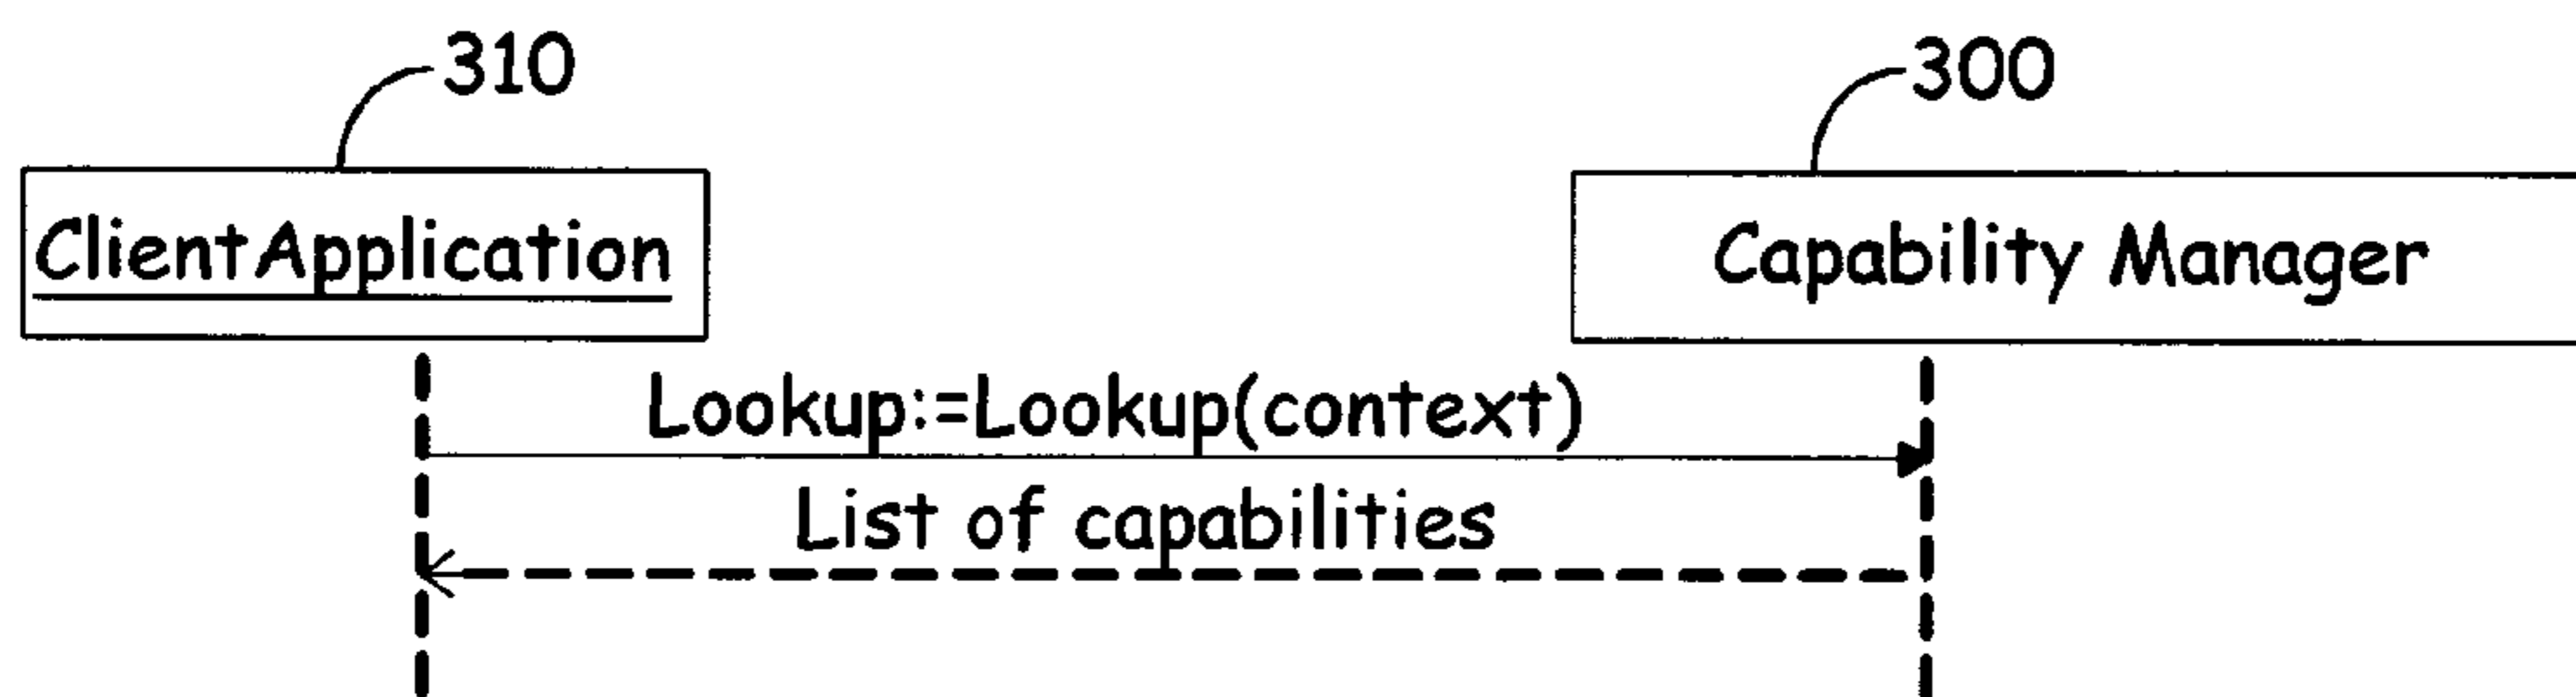 310
300
ClientApplication
Capability Manager
Lookup:=Lookup(context)
List of capabilities